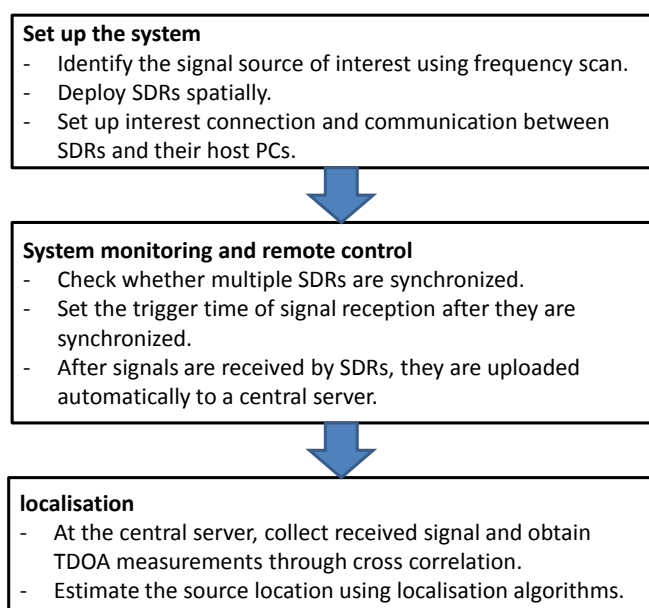 Set up the system
- Identify the signal source of interest using frequency scan.
- Deploy SDRs spatially.
- Set up interest connection and communication between
SDRs and their host PCs.
System monitoring and remote control
- Check whether multiple SDRs are synchronized.
- Set the trigger time of signal reception after they are
synchronized.
- After signals are received by SDRs, they are uploaded
automatically to a central server.
localisation
- At the central server, collect received signal and obtain
TDOA measurements through cross correlation.
- Estimate the source location using localisation algorithms.